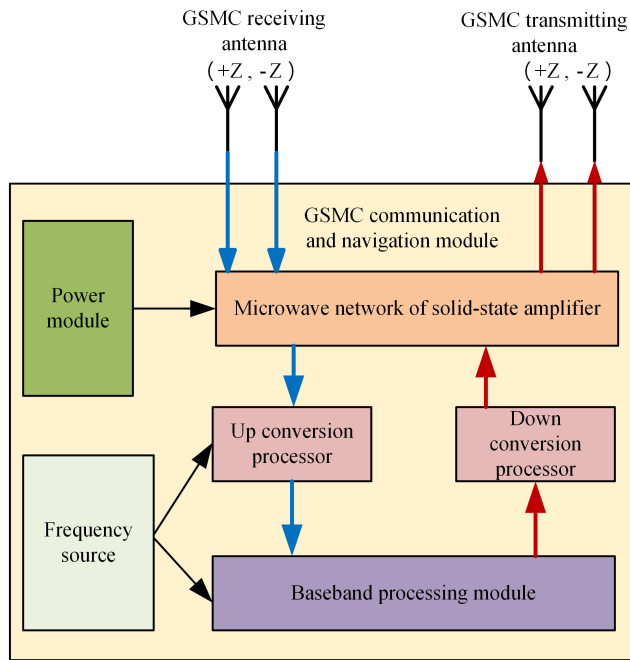 GSMC receiving
antenna
(+Z, -Z)
GSMC transmitting
antenna
(+Z, -Z)
GSMC communication
and navigation module
Power
module
Microwave network of solid-state amplifier
Up conversion
processor
Down
conversion
processor
Frequency
source
Baseband processing module